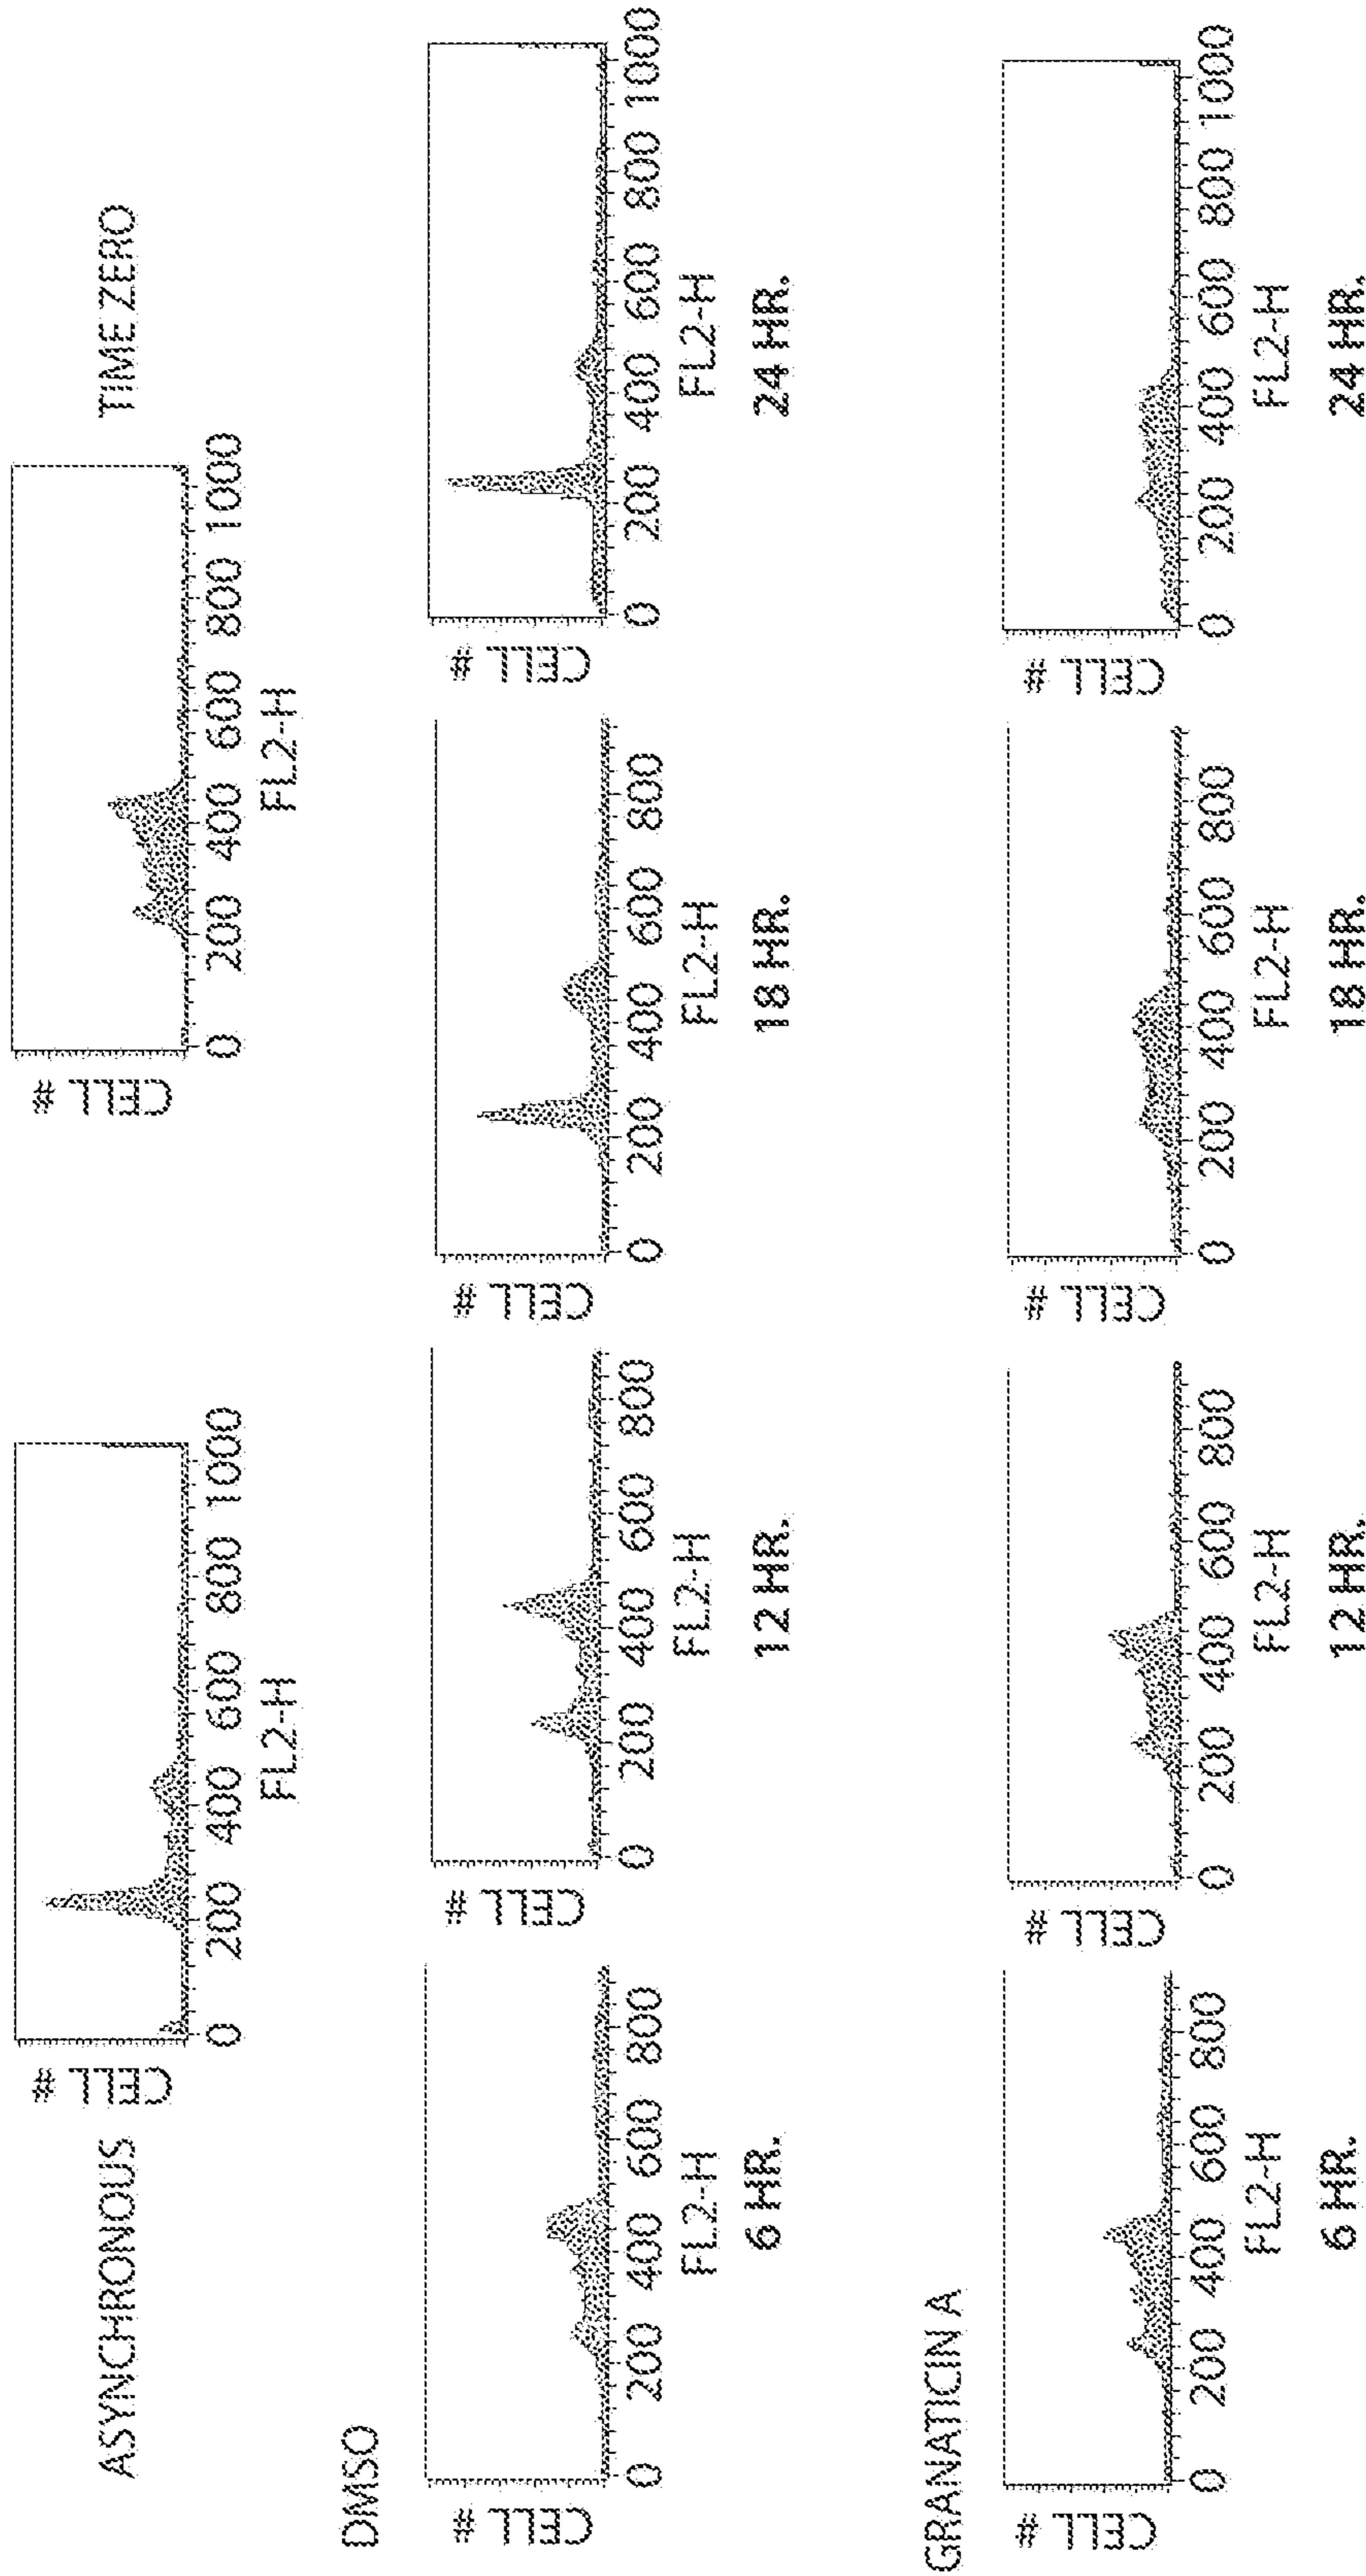 ASYNCHRONOUS
CELL #
0 200 400 600 800 1000
FL2-H
TIME ZERO
CELL #
0 200 400 600 800 1000
FL2-H
DMSO
CELL #
0 200 400 600 800
FL2-H
6 HR.
CELL #
0 200 400 600 800
FL2-H
12 HR.
CELL #
0 200 400 600 800
FL2-H
18 HR.
CELL #
0 200 400 600 800 1000
FL2-H
24 HR.
GRANATICIN A
CELL #
0 200 400 600 800
FL2-H
6 HR.
CELL #
0 200 400 600 800
FL2-H
12 HR.
CELL #
0 200 400 600 800
FL2-H
18 HR.
CELL #
0 200 400 600 800 1000
FL2-H
24 HR.